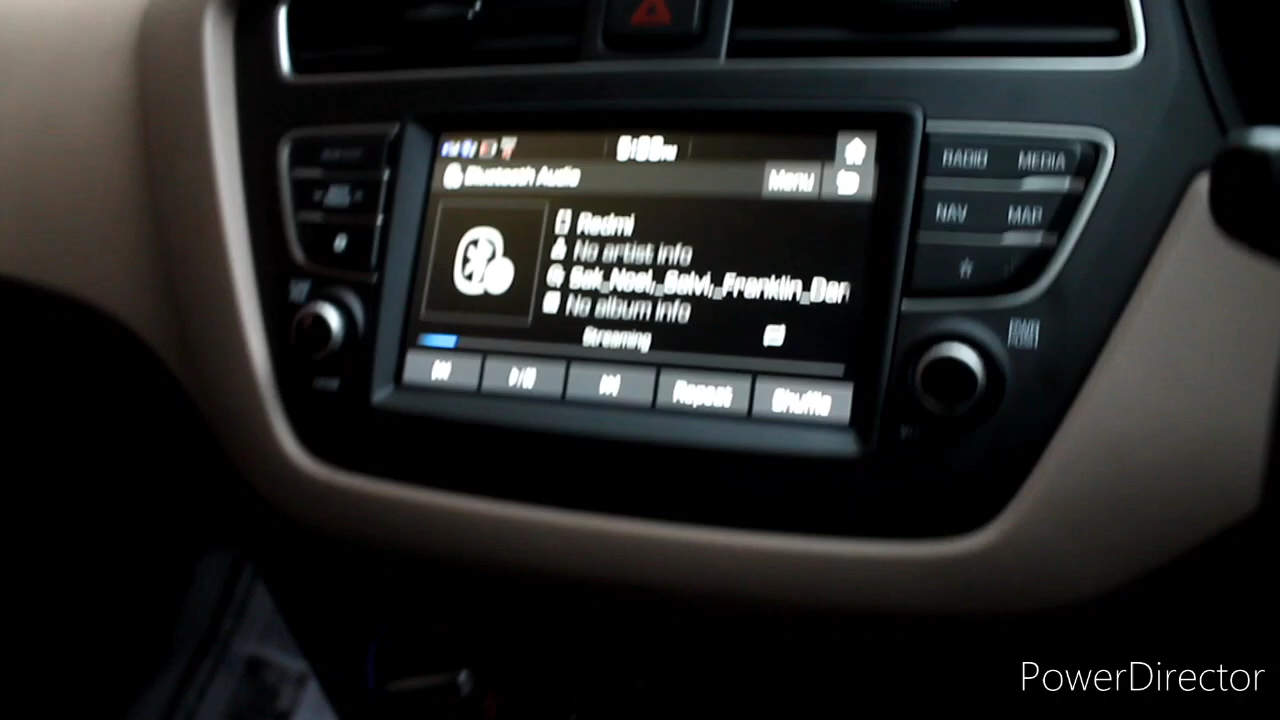 Bluetooth Audio
Menu
Redmi
No artist info
Sak_Noel,_Salvi,_Franklin_Dam
No album info
Streaming
Repeat
Shuffle
RADIO
MEDIA
NAV
MAP
PowerDirector